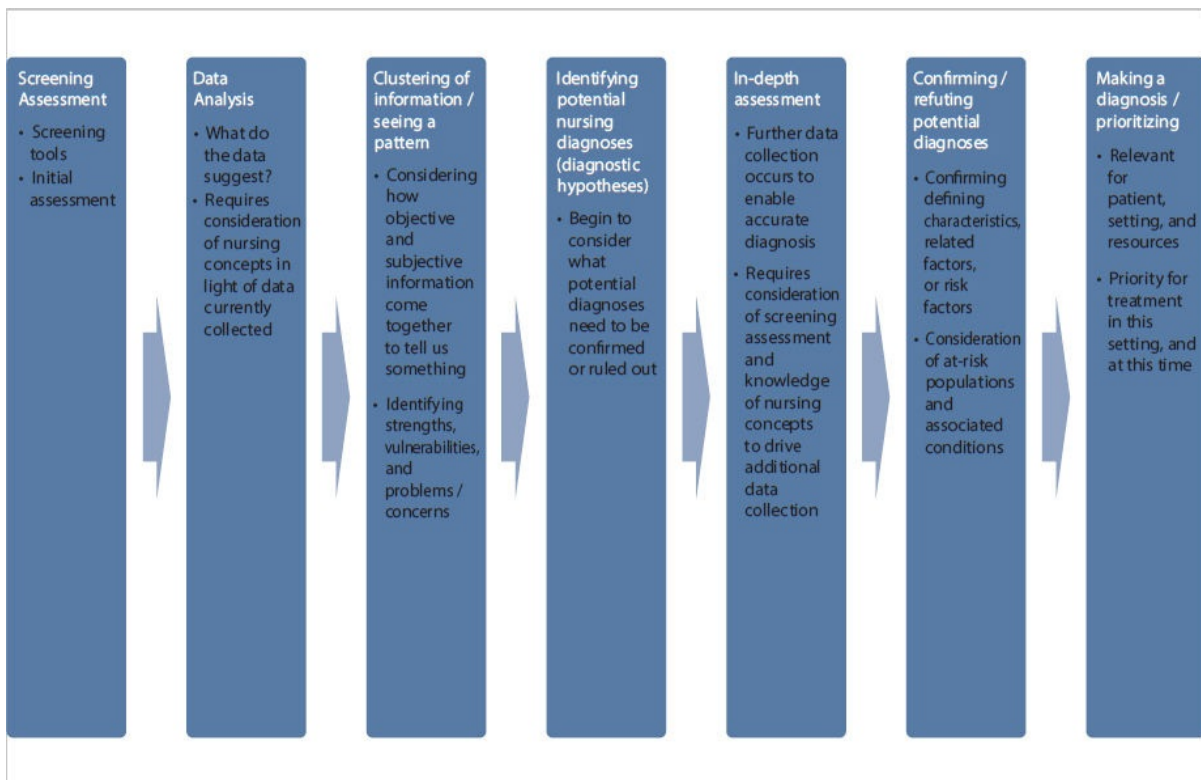 Screening
Assessment
• Screening
tools
• Initial
assessment
Data
Analysis
• What do
the data
suggest?
• Requires
consideration
of nursing
concepts in
light of data
currently
collected
Clustering of
information /
seeing a
pattern
• Considering
how
objective
and
subjective
information
come
together
to tell us
something
• Identifying
strengths,
vulnerabilities,
and
problems /
concerns
Identifying
potential
nursing
diagnoses
(diagnostic
hypotheses)
• Begin to
consider
what
potential
diagnoses
need to be
confirmed
or ruled out
In-depth
assessment
• Further data
collection
occurs to
enable
accurate
diagnosis
• Requires
consideration
of screening
assessment
and
knowledge
of nursing
concepts
to drive
additional
data
collection
Confirming /
refuting
potential
diagnoses
• Confirming
defining
characteristics,
related
factors,
or risk
factors
• Consideration
of at-risk
populations
and
associated
conditions
Making a
diagnosis /
prioritizing
• Relevant
for
patient,
setting, and
resources
• Priority for
treatment
in this
setting, and
at this time